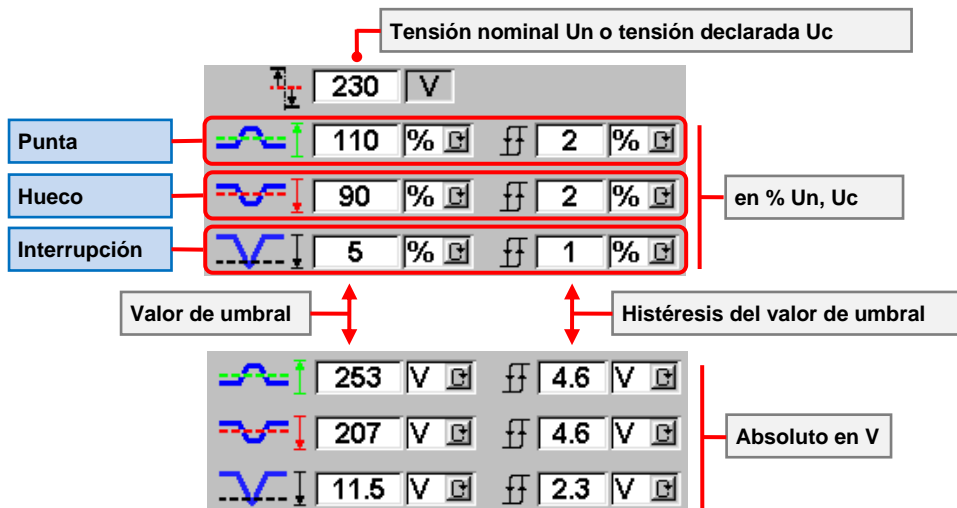 Tensión nominal Un o tensión declarada Uc
230 V
Punta 110 % 2 %
Hueco 90 % 2 % en % Un, Uc
Interrupción 5 % 1 %
Valor de umbral Histéresis del valor de umbral
253 V 4.6 V
207 V 4.6 V Absoluto en V
11.5 V 2.3 V